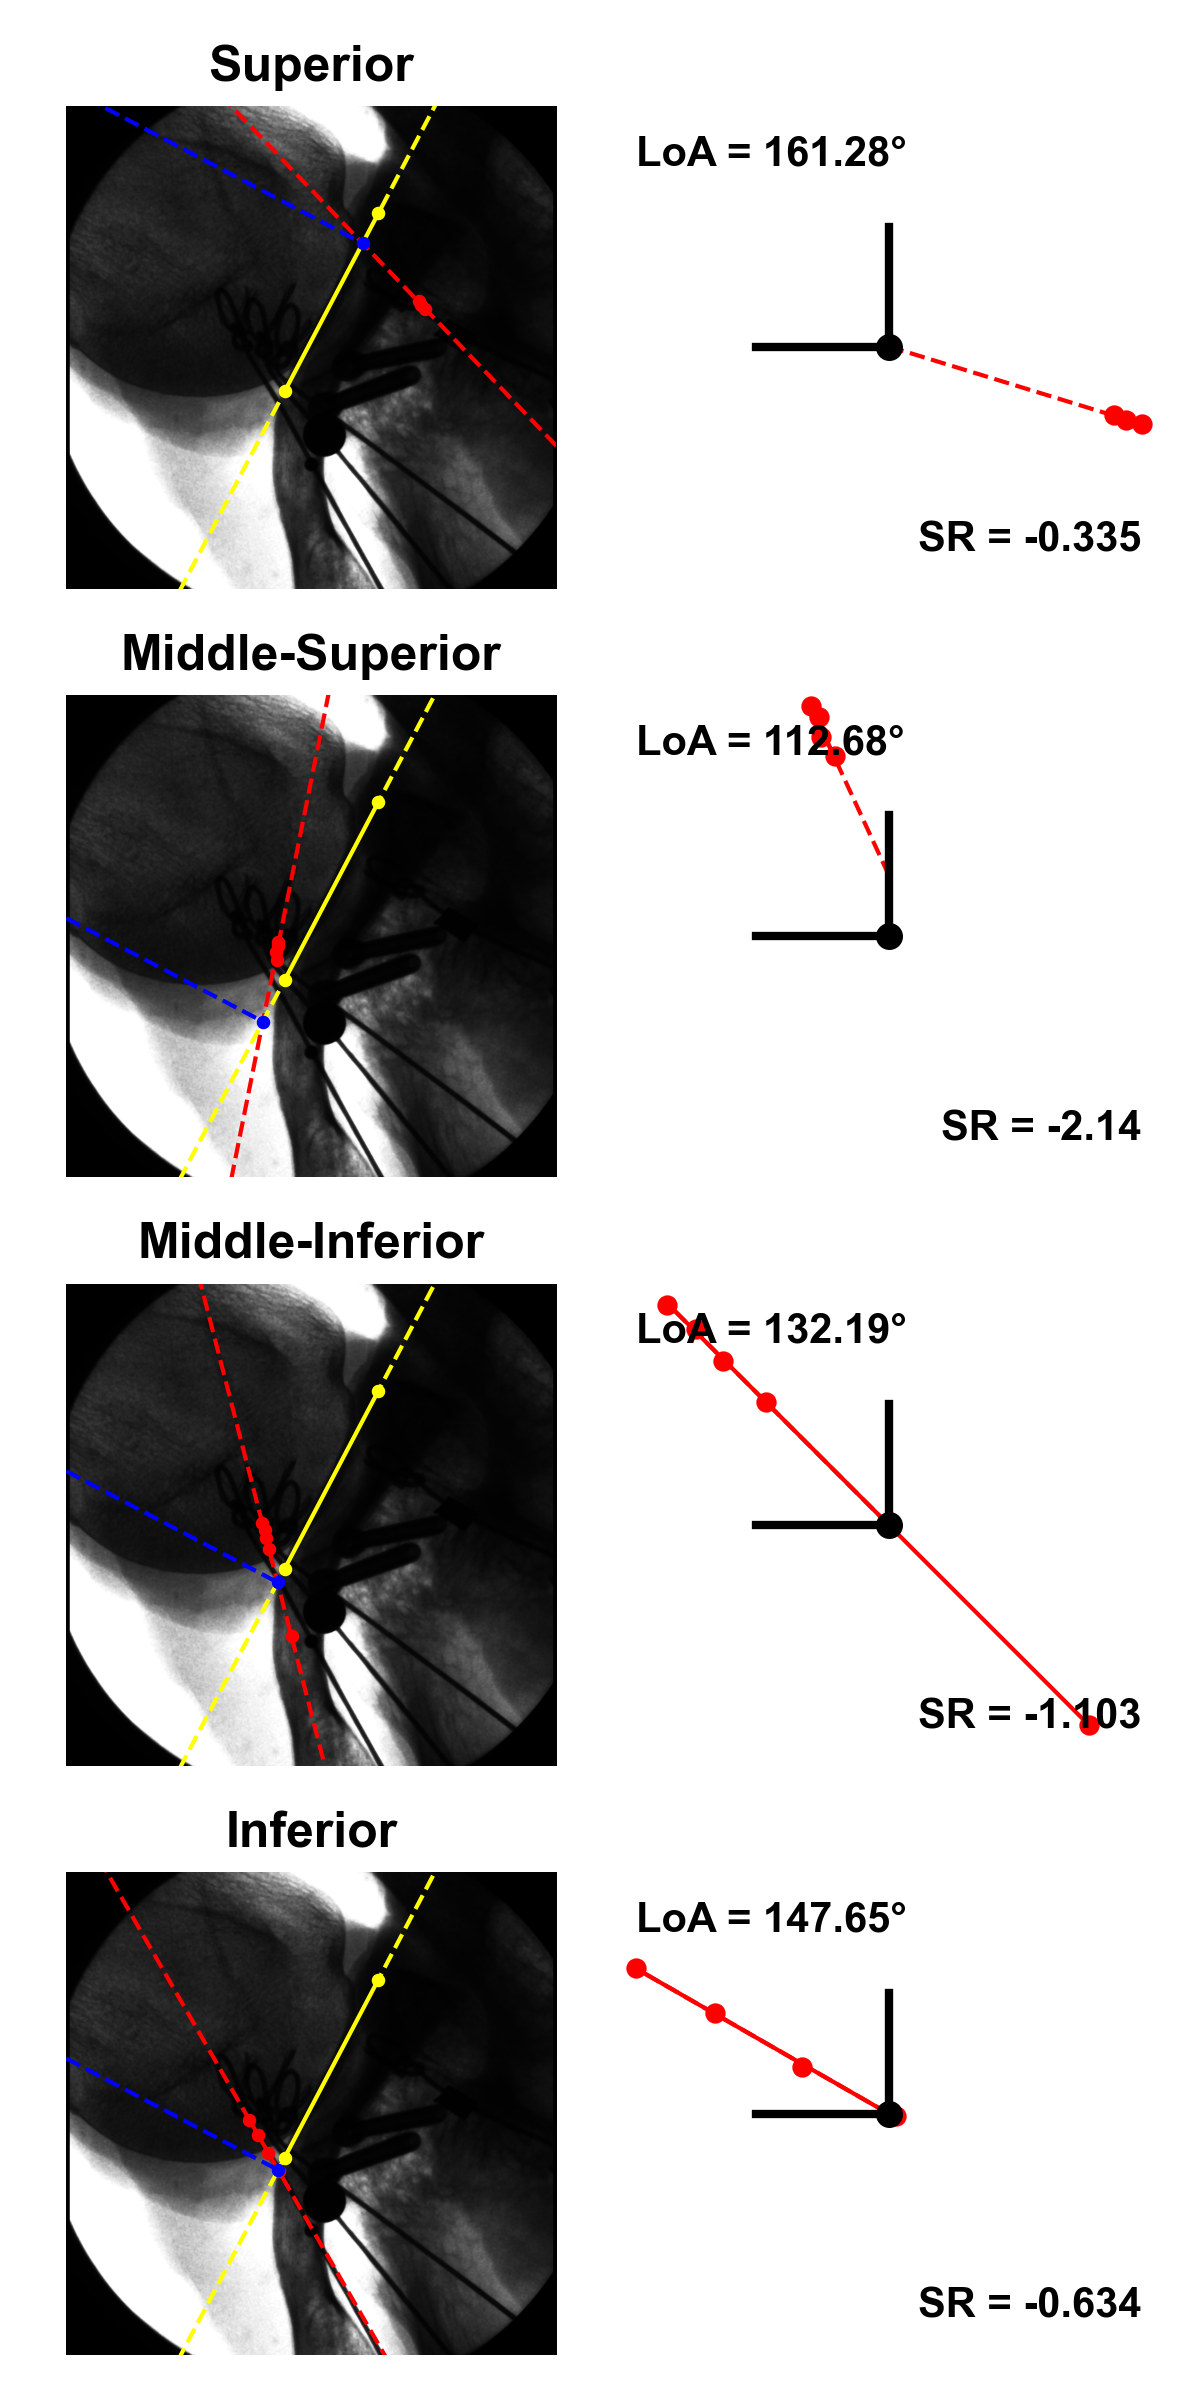 Superior
LoA = 161.28°
SR = -0.335
Middle-Superior
LoA = 112.68°
SR = -2.14
Middle-Inferior
LoA = 132.19°
SR = -1.103
Inferior
LoA = 147.65°
SR = -0.634